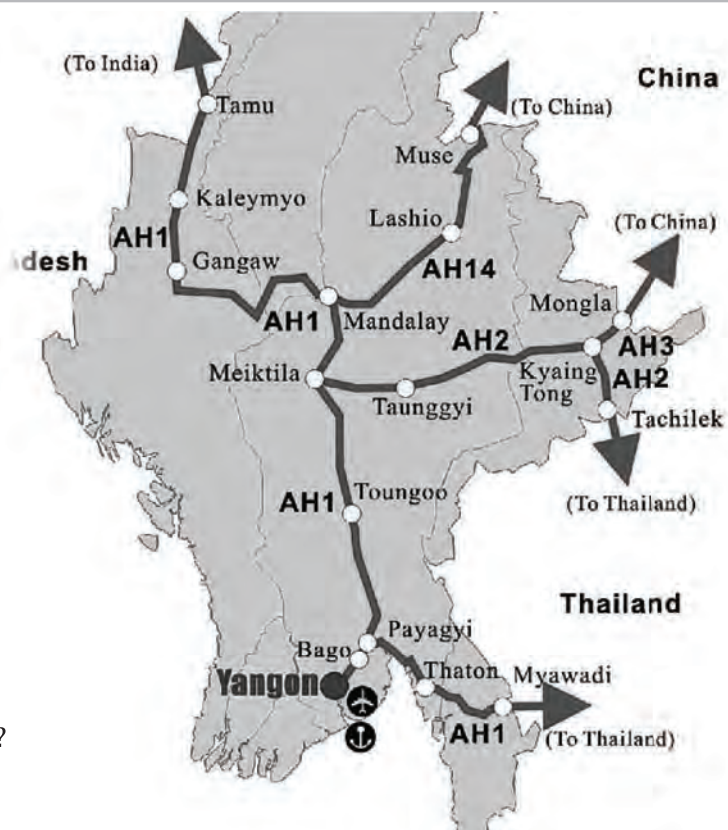 (To India)
China
Tamu
(To China)
Muse
Kaleymyo
Lashio
(To China)
AH1
desh
Gangaw
AH14
Mongla
AH1
Mandalay
AH2
AH3
Meiktila
Kyaing
Tong
AH2
Taunggyi
Tachilek
AH1
Toungoo
(To Thailand)
Thailand
Payagyi
Bago
Thaton
Myawadi
Yangon
?
AH1
(To Thailand)